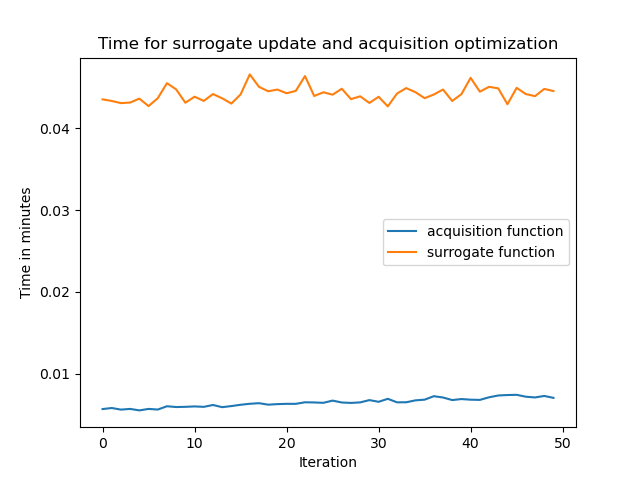 Time for surrogate update and acquisition optimization
0.04
0.03
0.02
0.01
Time in minutes
acquisition function
surrogate function
0 10 20 30 40 50
Iteration